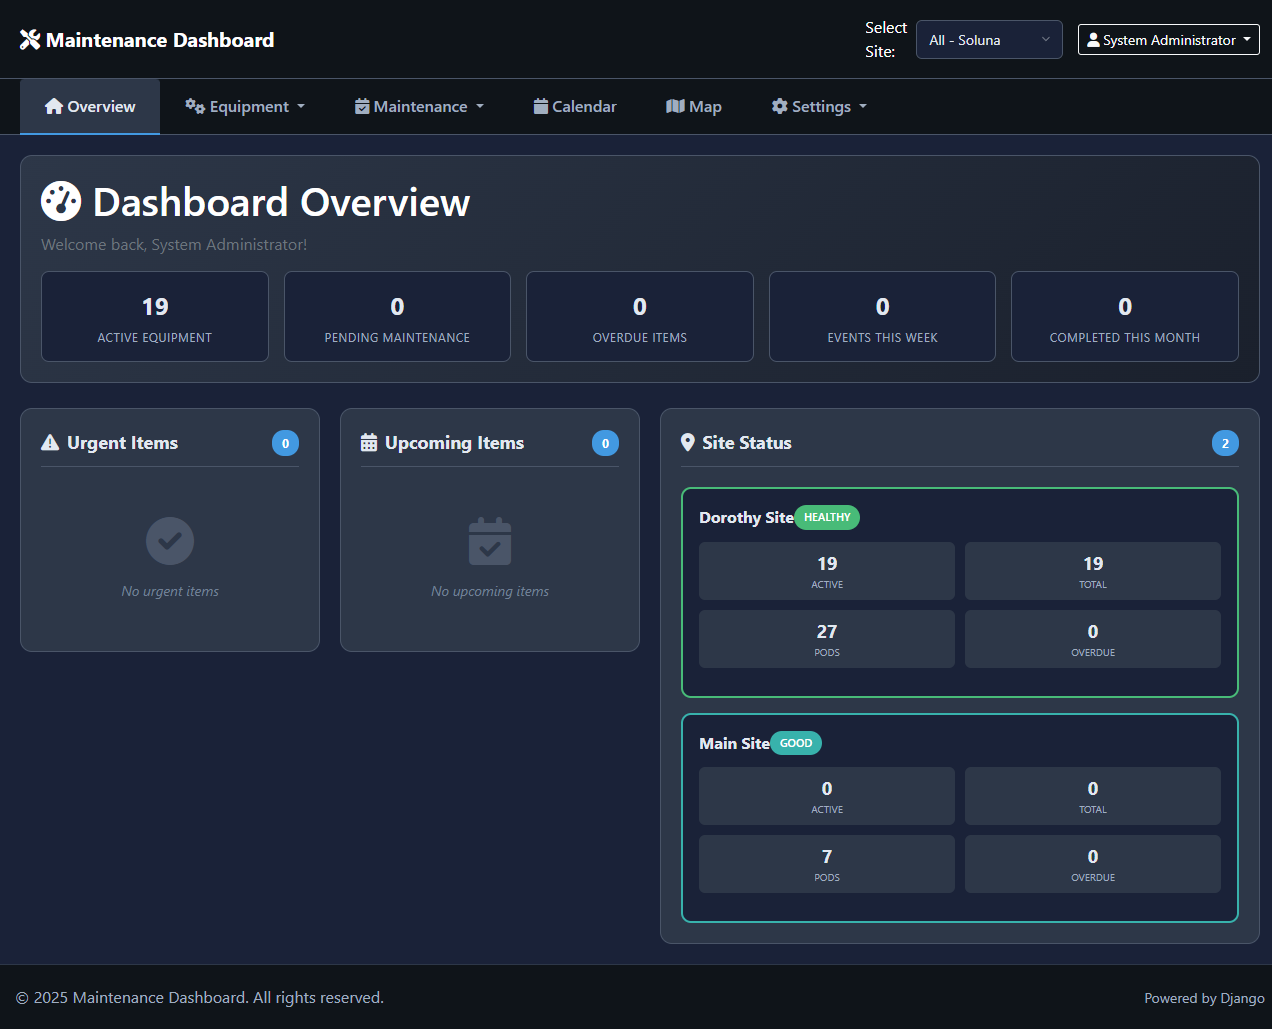 Maintenance Dashboard
Select
Site:
All - Soluna
System Administrator
Overview
Equipment
Maintenance
Calendar
Map
Settings
Dashboard Overview
Welcome back, System Administrator!
19
ACTIVE EQUIPMENT
0
PENDING MAINTENANCE
0
OVERDUE ITEMS
0
EVENTS THIS WEEK
0
COMPLETED THIS MONTH
Urgent Items
0
No urgent items
Upcoming Items
0
No upcoming items
Site Status
2
Dorothy Site
HEALTHY
19
ACTIVE
19
TOTAL
27
PODS
0
OVERDUE
Main Site
GOOD
0
ACTIVE
0
TOTAL
7
PODS
0
OVERDUE
© 2025 Maintenance Dashboard. All rights reserved.
Powered by Django